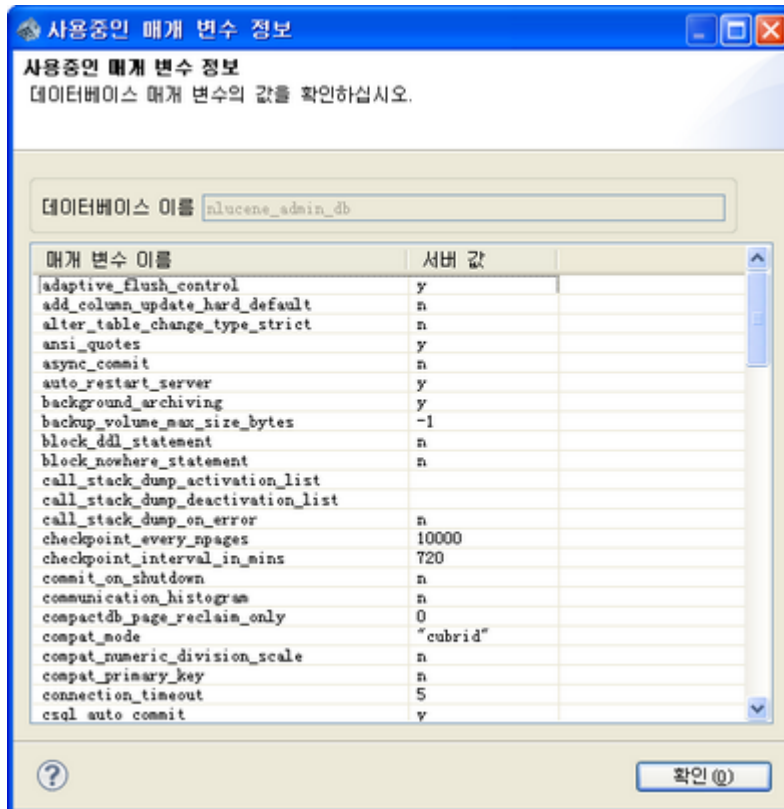 사용중인 매개 변수 정보
사용중인 매개 변수 정보
데이터베이스 매개 변수의 값을 확인하십시오.
데이터베이스 이름 nlucene_admin_db
매개 변수 이름 서버 값
adaptive_flush_control y
add_column_update_hard_default n
alter_table_change_type_strict n
ansi_quotes y
async_commit n
auto_restart_server y
background_archiving y
backup_volume_max_size_bytes -1
block_ddl_statement n
block_nowhere_statement n
call_stack_dump_activation_list
call_stack_dump_deactivation_list
call_stack_dump_on_error n
checkpoint_every_npages 10000
checkpoint_interval_in_mins 720
commit_on_shutdown n
communication_histogram n
compactdb_page_reclaim_only 0
compat_mode "cubrid"
compat_numeric_division_scale n
compat_primary_key n
connection_timeout 5
csql_auto_commit y
?
확인(O)